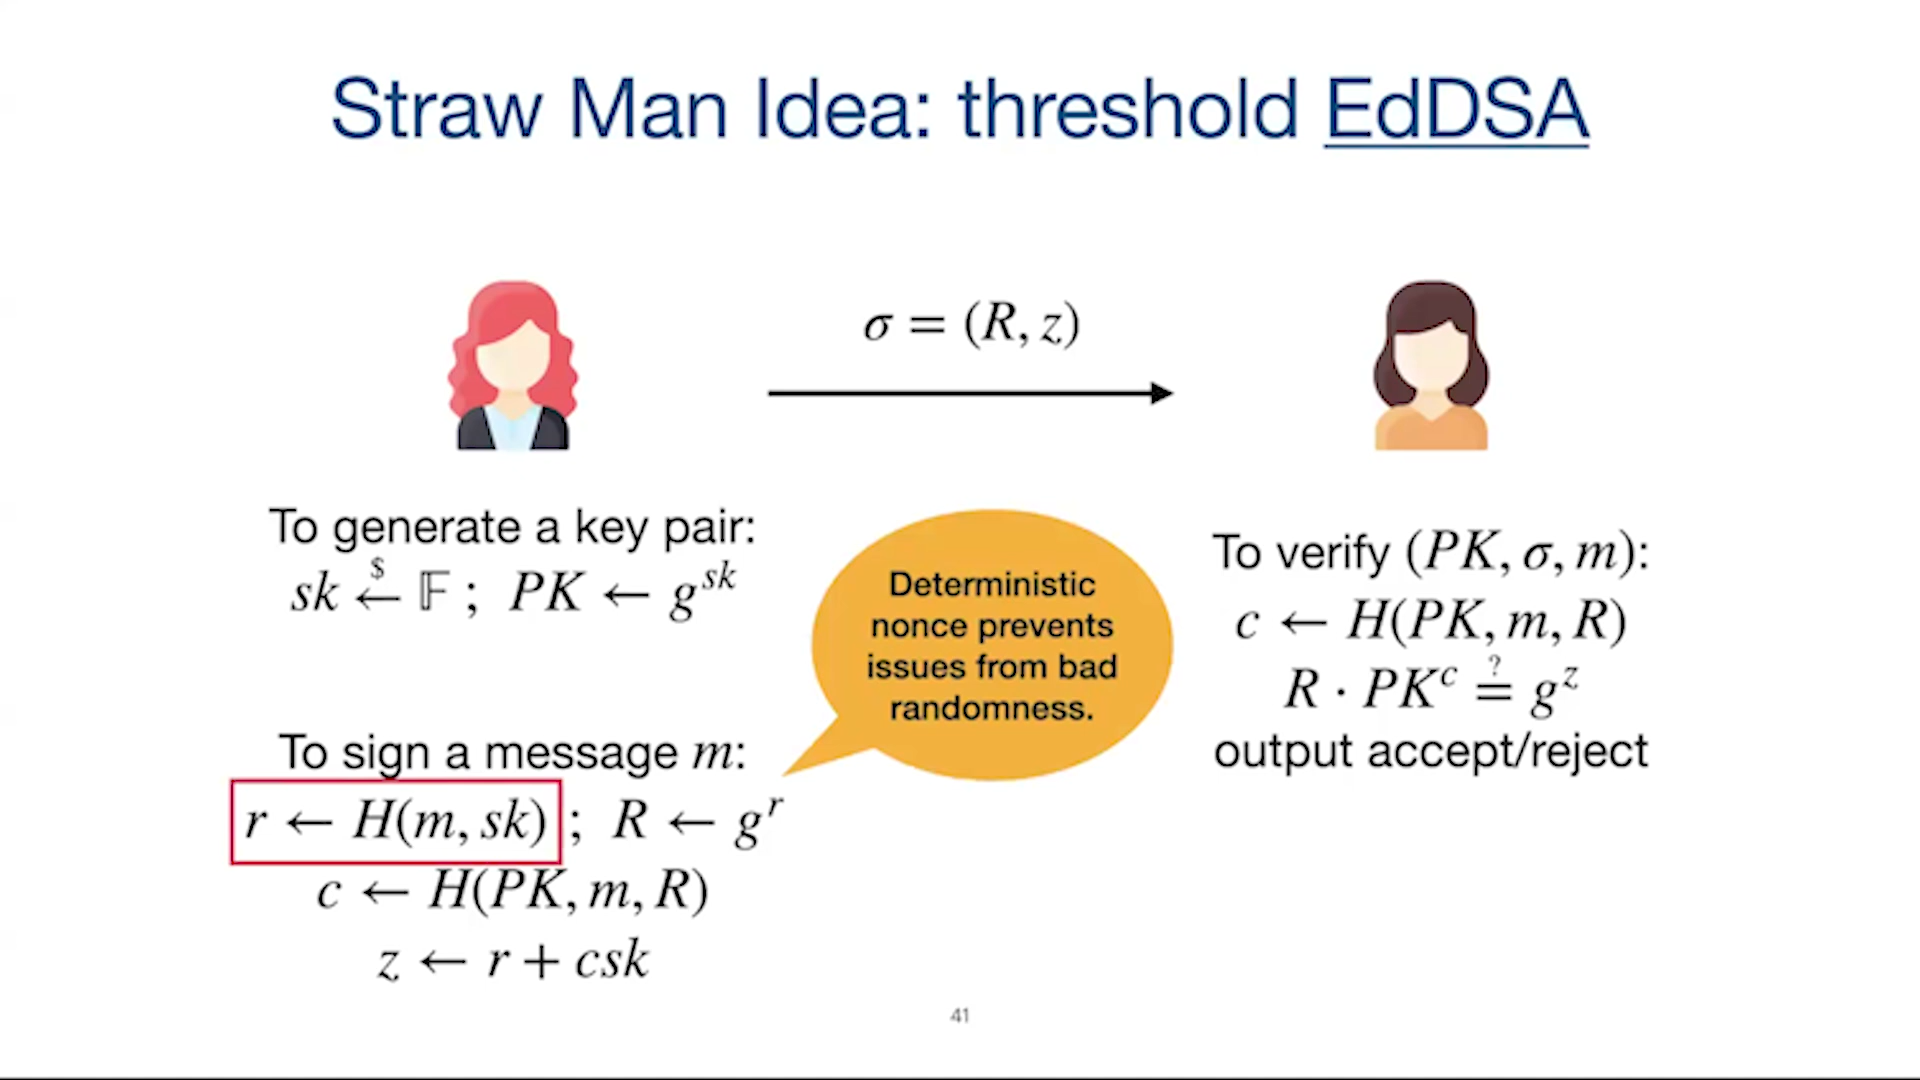 Straw Man Idea: threshold EdDSA
σ = (R, z)
To generate a key pair:
sk ←$ 𝔽 ; PK ← g^sk
To sign a message m:
r ← H(m, sk) ; R ← g^r
c ← H(PK, m, R)
z ← r + csk
Deterministic
nonce prevents
issues from bad
randomness.
To verify (PK, σ, m):
c ← H(PK, m, R)
R · PK^c ≟ g^z
output accept/reject
41